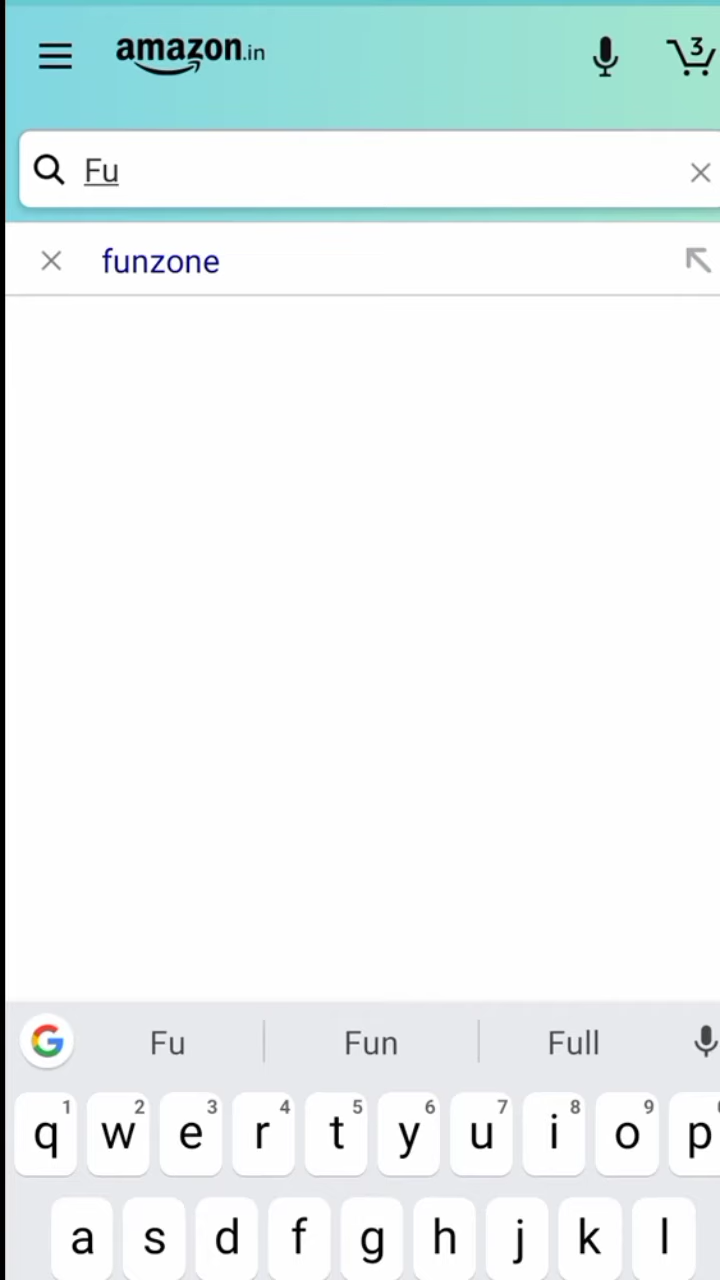 amazon.in
3
Fu
funzone
Fu Fun Full
1 2 3 4 5 6 7 8 9
q w e r t y u i o p
a s d f g h j k l